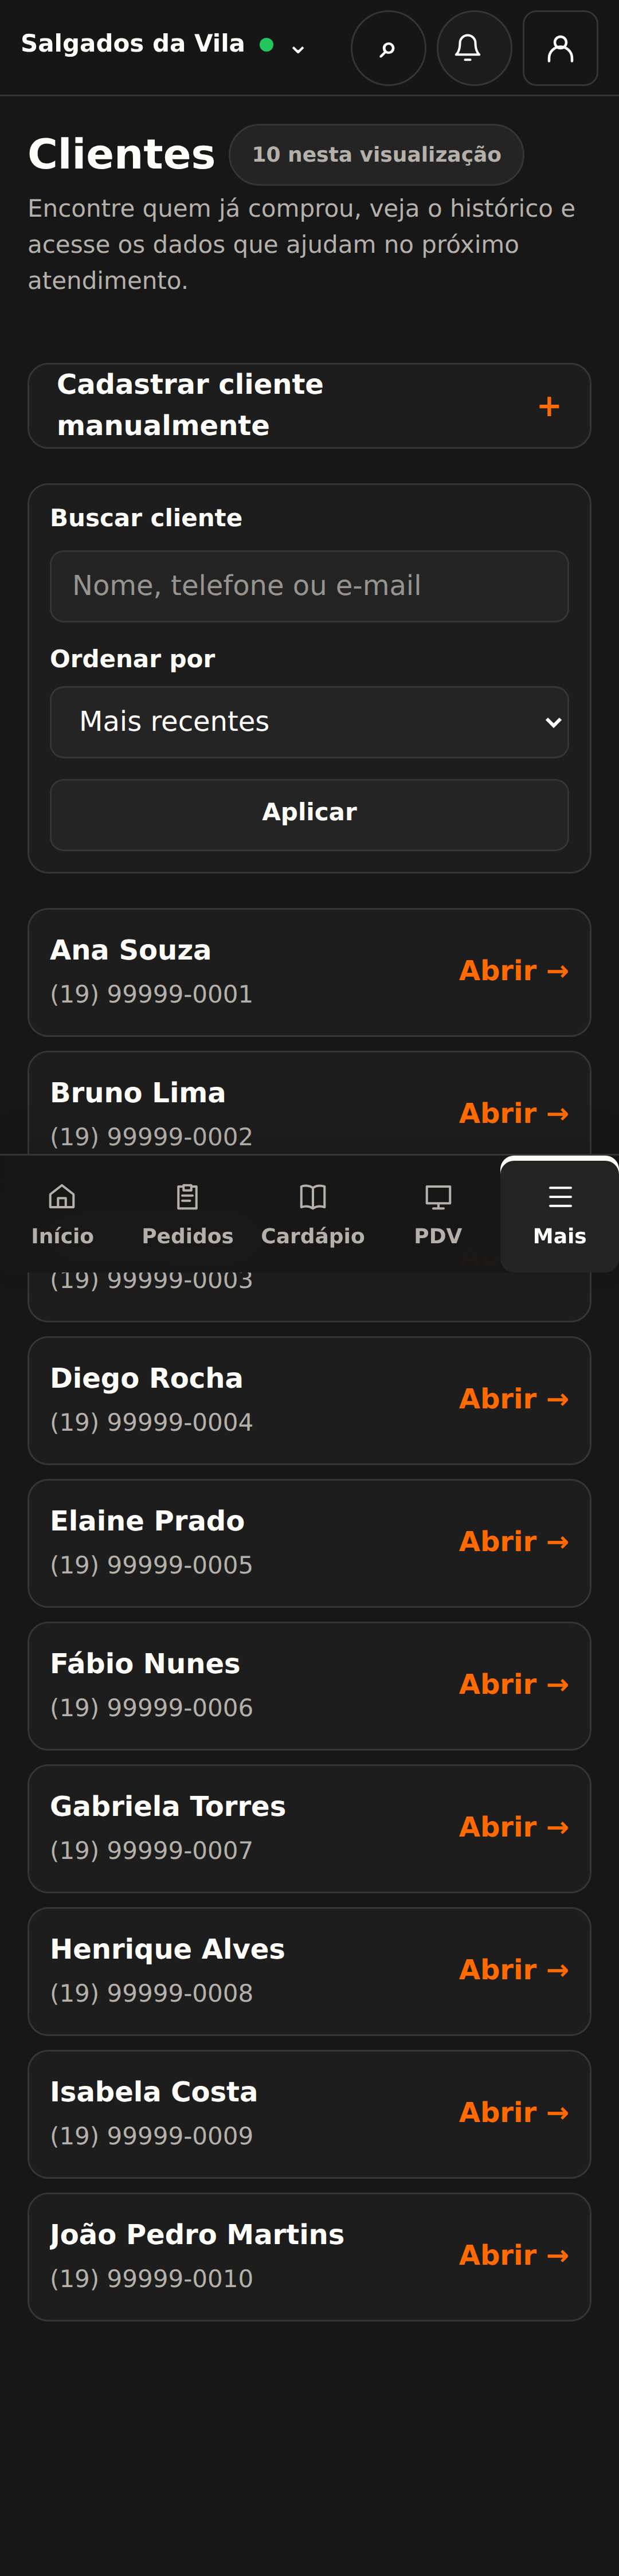 Salgados da Vila
Clientes
10 nesta visualização
Encontre quem já comprou, veja o histórico e
acesse os dados que ajudam no próximo
atendimento.
Cadastrar cliente
manualmente
+
Buscar cliente
Nome, telefone ou e-mail
Ordenar por
Mais recentes
Aplicar
Ana Souza
(19) 99999-0001
Abrir →
Bruno Lima
(19) 99999-0002
Abrir →
Início
Pedidos
Cardápio
PDV
Mais
(19) 99999-0003
Diego Rocha
(19) 99999-0004
Abrir →
Elaine Prado
(19) 99999-0005
Abrir →
Fábio Nunes
(19) 99999-0006
Abrir →
Gabriela Torres
(19) 99999-0007
Abrir →
Henrique Alves
(19) 99999-0008
Abrir →
Isabela Costa
(19) 99999-0009
Abrir →
João Pedro Martins
(19) 99999-0010
Abrir →